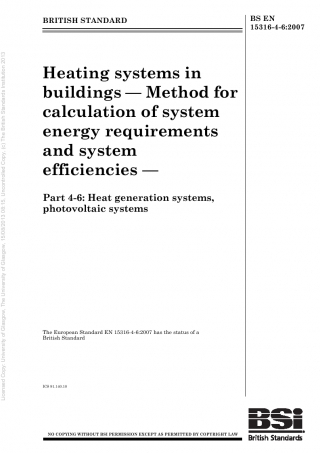 BRITISH STANDARD
BS EN
15316-4-6:2007
Heating systems in
buildings — Method for
calculation of system
energy requirements
and system
efficiencies —
Part 4-6: Heat generation systems,
photovoltaic systems
The European Standard EN 15316-4-6:2007 has the status of a
British Standard
NO COPYING WITHOUT BSI PERMISSION EXCEPT AS PERMITTED BY COPYRIGHT LAW
BSi
British Standards